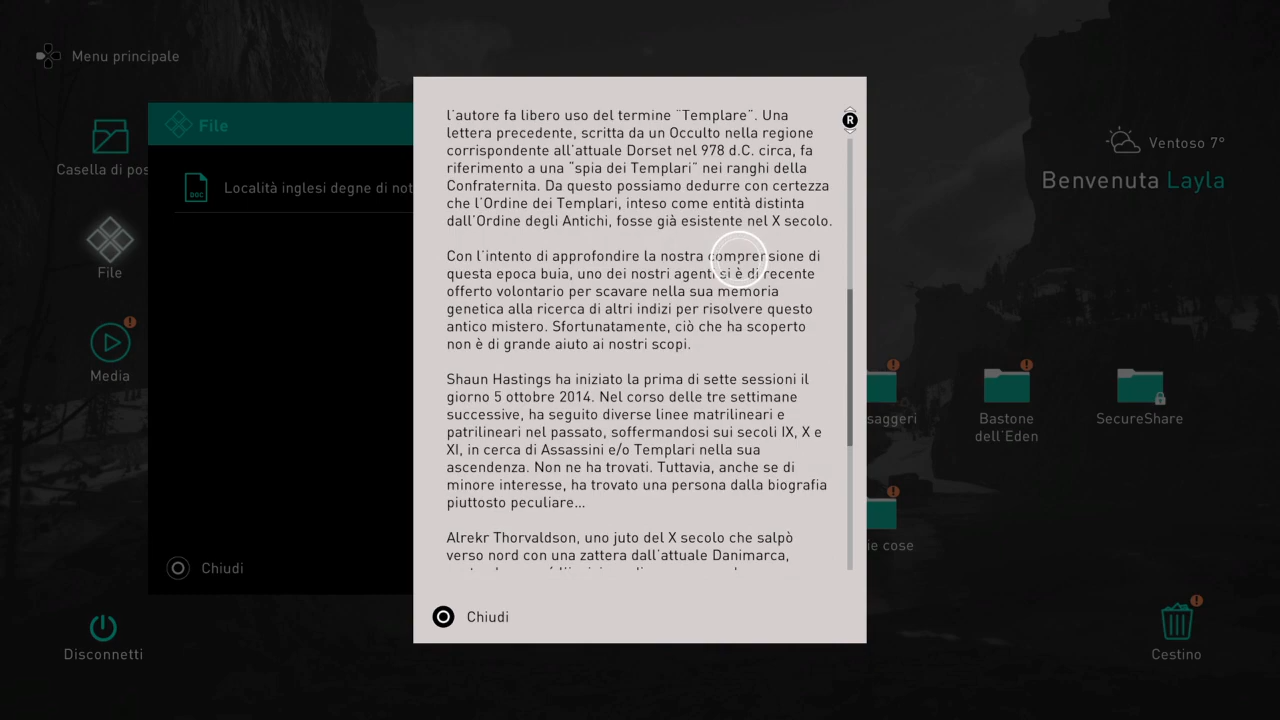 Menu principale
File
Casella di pos
DOC
Località inglesi degne di not
File
Media
Chiudi
Disconnetti
l'autore fa libero uso del termine "Templare". Una
lettera precedente, scritta da un Occulto nella regione
corrispondente all'attuale Dorset nel 978 d.C. circa, fa
riferimento a una "spia dei Templari" nei ranghi della
Confraternita. Da questo possiamo dedurre con certezza
che l'Ordine dei Templari, inteso come entità distinta
dall'Ordine degli Antichi, fosse già esistente nel X secolo.
Con l'intento di approfondire la nostra comprensione di
questa epoca buia, uno dei nostri agenti si è di recente
offerto volontario per scavare nella sua memoria
genetica alla ricerca di altri indizi per risolvere questo
antico mistero. Sfortunatamente, ciò che ha scoperto
non è di grande aiuto ai nostri scopi.
Shaun Hastings ha iniziato la prima di sette sessioni il
giorno 5 ottobre 2014. Nel corso delle tre settimane
successive, ha seguito diverse linee matrilineari e
patrilineari nel passato, soffermandosi sui secoli IX, X e
XI, in cerca di Assassini e/o Templari nella sua
ascendenza. Non ne ha trovati. Tuttavia, anche se di
minore interesse, ha trovato una persona dalla biografia
piuttosto peculiare...
Alrekr Thorvaldson, uno juto del X secolo che salpò
verso nord con una zattera dall'attuale Danimarca,
R
Chiudi
Ventoso 7°
Benvenuta Layla
saggeri
Bastone
dell'Eden
SecureShare
ie cose
Cestino